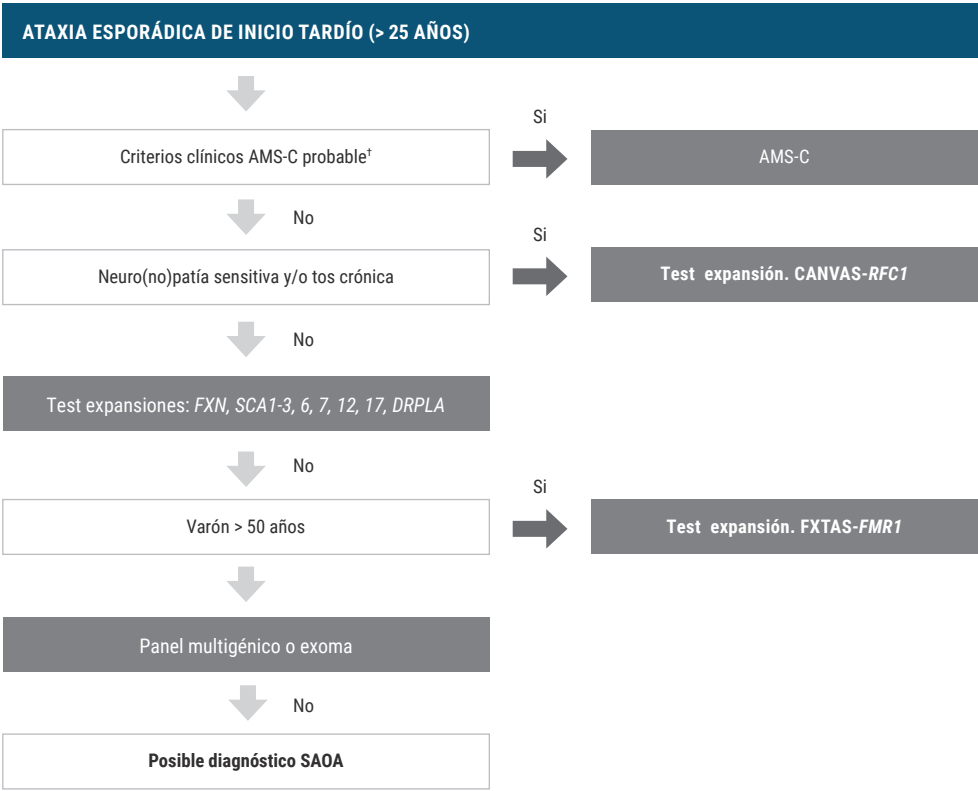 ATAXIA ESPORÁDICA DE INICIO TARDÍO (> 25 AÑOS)
Si
Criterios clínicos AMS-C probable†
AMS-C
No
Si
Neuro(no)patía sensitiva y/o tos crónica
Test expansión. CANVAS-RFC1
No
Test expansiones: FXN, SCA1-3, 6, 7, 12, 17, DRPLA
No
Si
Varón > 50 años
Test expansión. FXTAS-FMR1
Panel multigénico o exoma
No
Posible diagnóstico SAOA